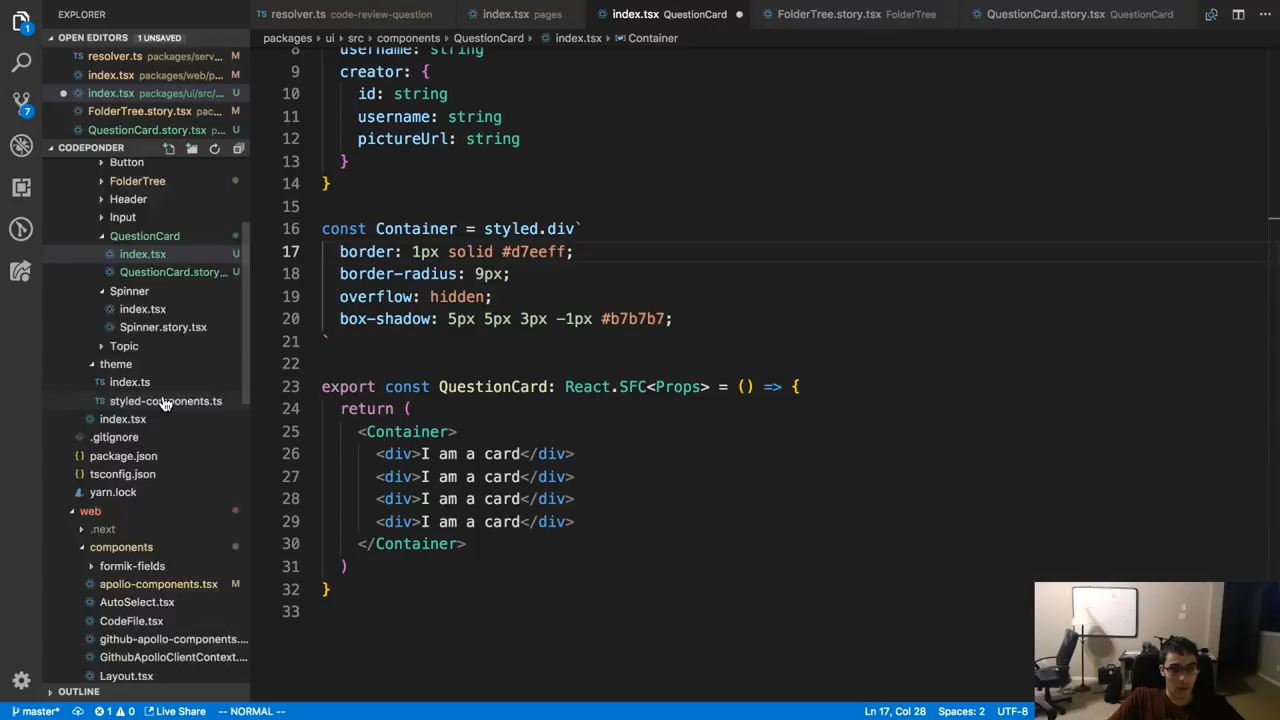 EXPLORER
resolver.ts code-review-question
index.tsx pages
index.tsx QuestionCard
FolderTree.story.tsx FolderTree
QuestionCard.story.tsx QuestionCard
OPEN EDITORS 1 UNSAVED
packages ui src components QuestionCard index.tsx Container
TS resolver.ts packages/serv... M
index.tsx packages/web/p... M
index.tsx packages/ui/src/... U
FolderTree.story.tsx pac... M
QuestionCard.story.tsx p... U
CODEPONDER
Button
FolderTree
Header
Input
QuestionCard
index.tsx U
QuestionCard.story... U
Spinner
index.tsx
Spinner.story.tsx
Topic
theme
TS index.ts
TS styled-components.ts
index.tsx
.gitignore
package.json
tsconfig.json
yarn.lock
web
.next
components
formik-fields
apollo-components.tsx M
AutoSelect.tsx
CodeFile.tsx
github-apollo-components....
GithubApolloClientContext....
Layout.tsx
OUTLINE
8 username: string
9 creator: {
10 id: string
11 username: string
12 pictureUrl: string
13 }
14 }
15
16 const Container = styled.div`
17 border: 1px solid #d7eeff;
18 border-radius: 9px;
19 overflow: hidden;
20 box-shadow: 5px 5px 3px -1px #b7b7b7;
21 `
22
23 export const QuestionCard: React.SFC<Props> = () => {
24 return (
25 <Container>
26 <div>I am a card</div>
27 <div>I am a card</div>
28 <div>I am a card</div>
29 <div>I am a card</div>
30 </Container>
31 )
32 }
33
1
7
master* 1 0 Live Share -- NORMAL -- Ln 17, Col 28 Spaces: 2 UTF-8